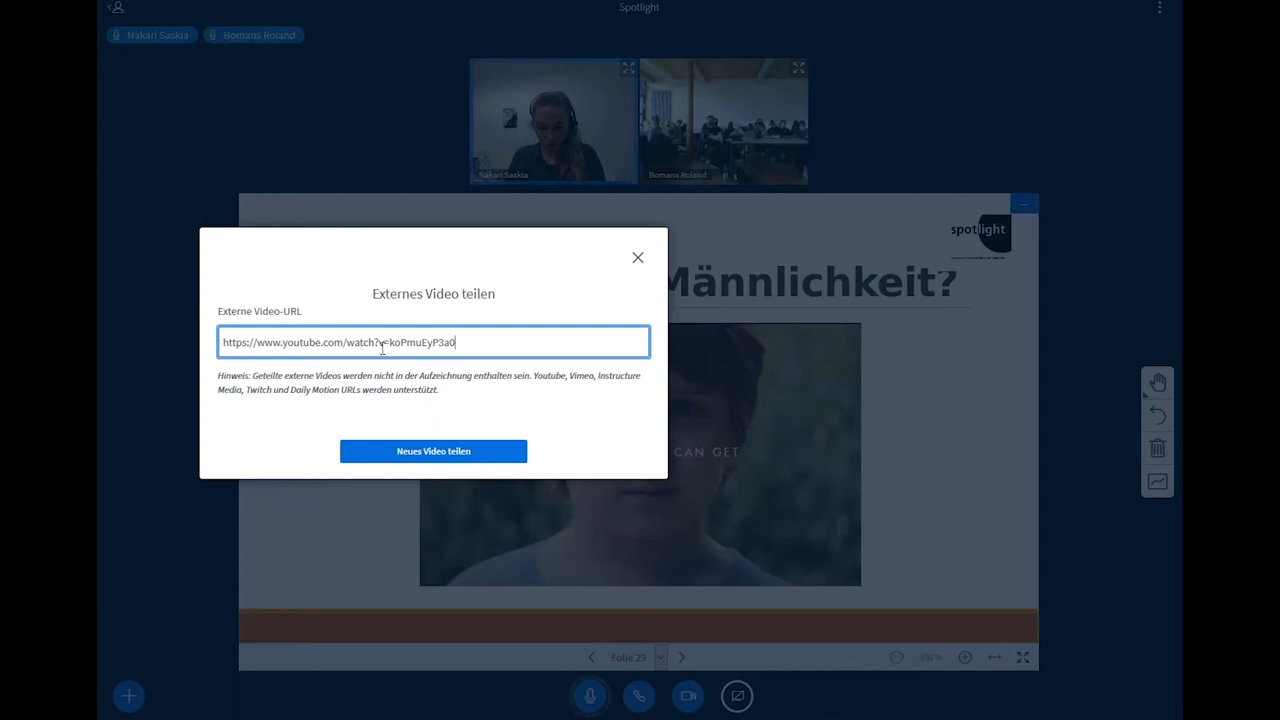 Spotlight
Nakari Saskia
Bomans Roland
Nakari Saskia
Bomans Roland
spotlight
Männlichkeit?
Externes Video teilen
Externe Video-URL
https://www.youtube.com/watch?v=koPmuEyP3a0
Hinweis: Geteilte externe Videos werden nicht in der Aufzeichnung enthalten sein. Youtube, Vimeo, Instructure
Media, Twitch und Daily Motion URLs werden unterstützt.
CAN GET
Neues Video teilen
Folie 29
100%